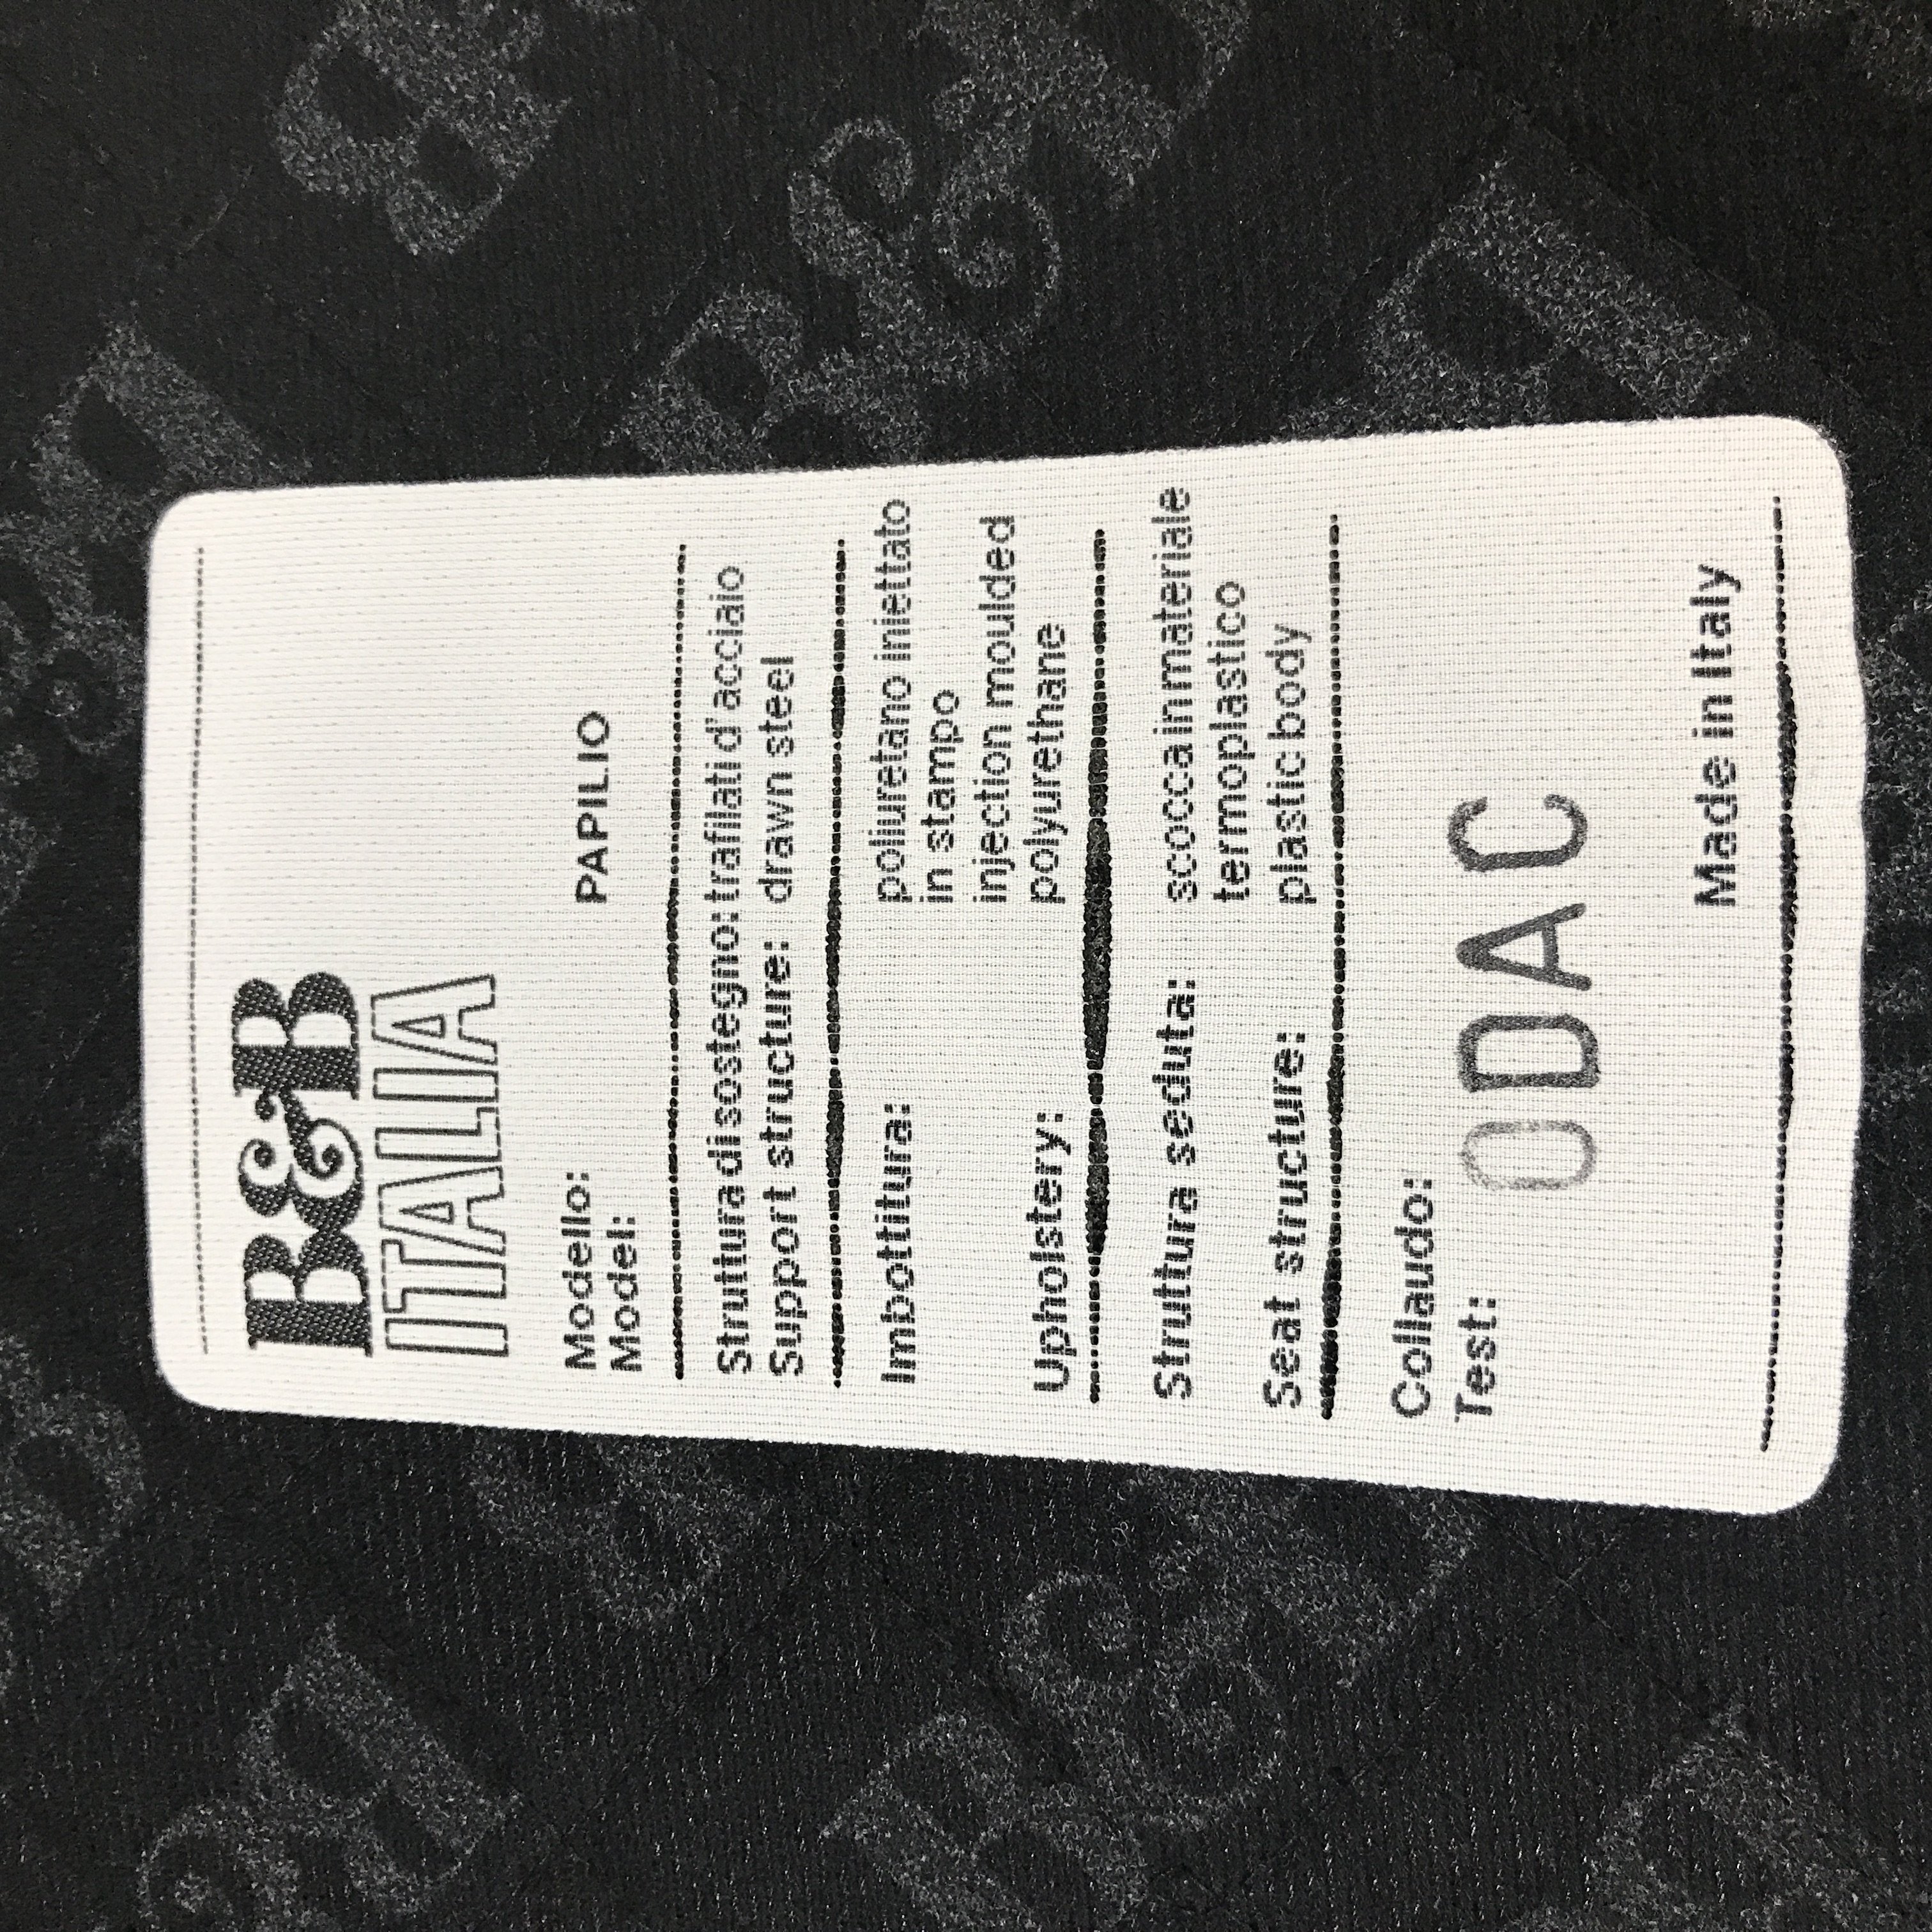 B&B
ITALIA
Modello:
Model: PAPILIO
Struttura di sostegno: trafilati d'acciaio
Support structure: drawn steel
Imbottitura: poliuretano iniettato
in stampo
injection moulded
Upholstery: polyurethane
Struttura seduta: scocca in materiale
termoplastico
Seat structure: plastic body
Collaudo:
Test: ODAC
Made in Italy